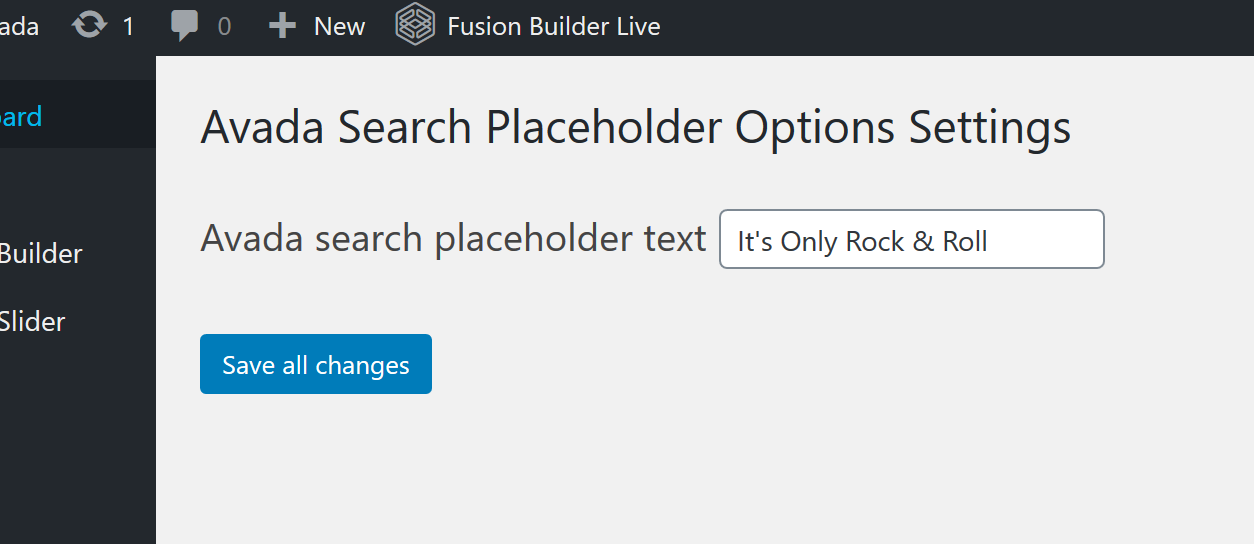 ada 1 0 New Fusion Builder Live
ard
Avada Search Placeholder Options Settings
Avada search placeholder text It's Only Rock & Roll
Builder
Slider
Save all changes